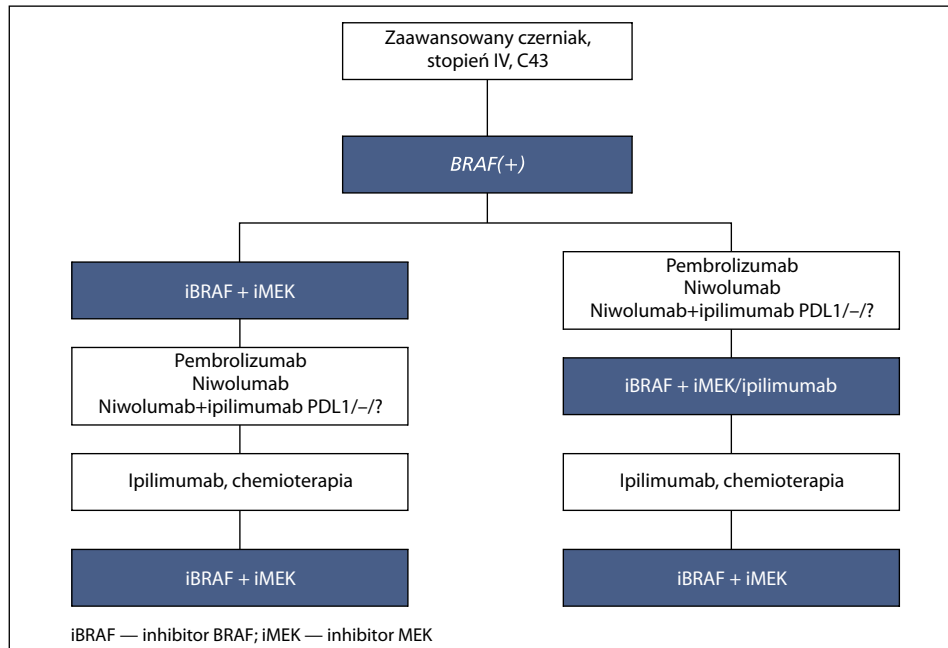 Zaawansowany czerniak,
stopień IV, C43
BRAF(+)
iBRAF + iMEK
Pembrolizumab
Niwolumab
Niwolumab+ipilimumab PDL1/–/?
Ipilimumab, chemioterapia
iBRAF + iMEK
Pembrolizumab
Niwolumab
Niwolumab+ipilimumab PDL1/–/?
iBRAF + iMEK/ipilimumab
Ipilimumab, chemioterapia
iBRAF + iMEK
iBRAF — inhibitor BRAF; iMEK — inhibitor MEK